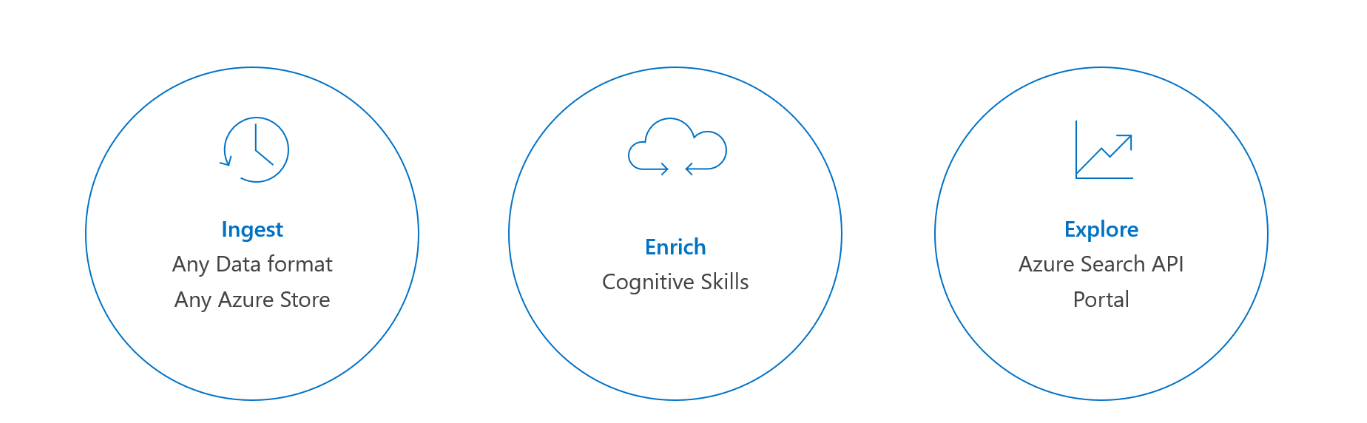 Ingest
Any Data format
Any Azure Store
Enrich
Cognitive Skills
Explore
Azure Search API
Portal